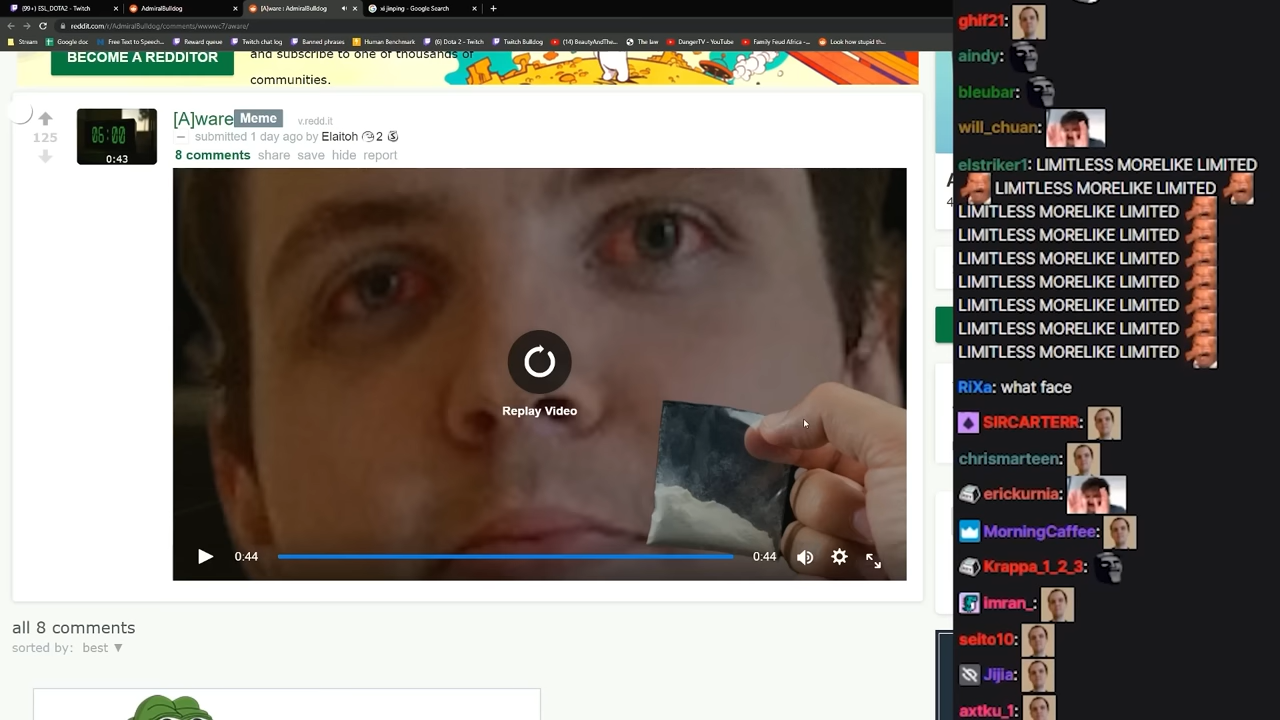 (99+) ESL_DOTA2 - Twitch
AdmiralBulldog
[A]ware : AdmiralBulldog
xi jinping - Google Search
reddit.com/r/AdmiralBulldog/comments/wwwwc7/aware/
Stream
Google doc
Free Text to Speech...
Reward queue
Twitch chat log
Banned phrases
Human Benchmark
(6) Dota 2 - Twitch
Twitch Bulldog
(14) BeautyAndThe...
The law
DangerTV - YouTube
Family Feud Africa -...
Look how stupid th...
BECOME A REDDITOR
and subscribe to one of thousands of
communities.
125
06:00
0:43
[A]ware Meme v.redd.it
submitted 1 day ago by Elaitoh 2
8 comments share save hide report
Replay Video
0:44
0:44
all 8 comments
sorted by: best ▼
ghlf21:
aindy:
bleubar:
will_chuan:
elstriker1: LIMITLESS MORELIKE LIMITED
LIMITLESS MORELIKE LIMITED
LIMITLESS MORELIKE LIMITED
LIMITLESS MORELIKE LIMITED
LIMITLESS MORELIKE LIMITED
LIMITLESS MORELIKE LIMITED
LIMITLESS MORELIKE LIMITED
LIMITLESS MORELIKE LIMITED
LIMITLESS MORELIKE LIMITED
RiXa: what face
SIRCARTERR:
chrismarteen:
erickurnia:
MorningCaffee:
Krappa_1_2_3:
imran_:
seito10:
Jijia:
axtku_1: